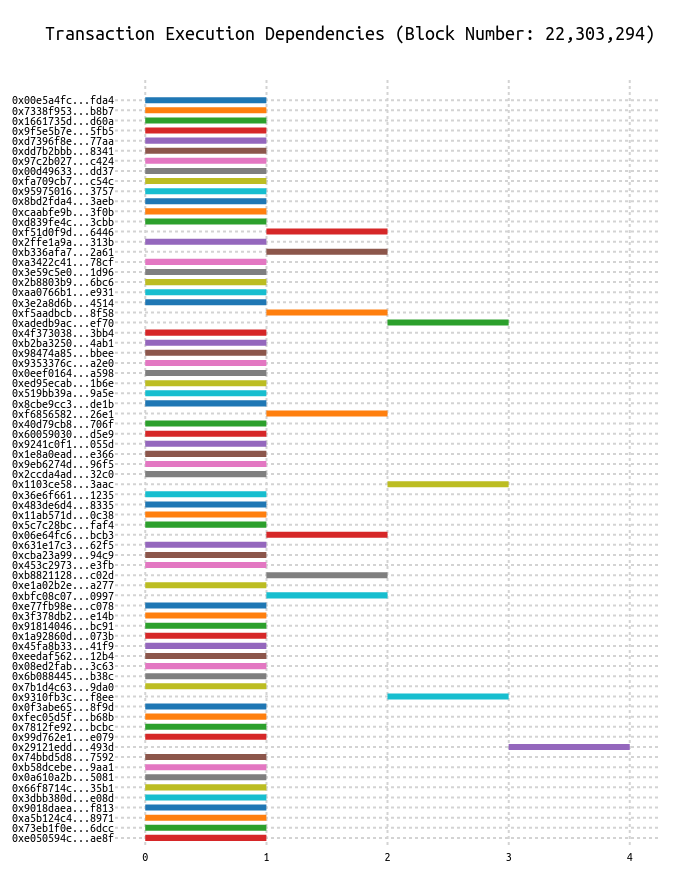 Transaction Execution Dependencies (Block Number: 22,303,294)
0x00e5a4fc...fda4
0x7338f953...b8b7
0x1661735d...d60a
0x9f5e5b7e...5fb5
0xd7396f8e...77aa
0xdd7b2bbb...8341
0x97c2b027...c424
0x00d49633...dd37
0xfa709cb7...c54c
0x95975016...3757
0x8bd2fda4...3aeb
0xcaabfe9b...3f0b
0xd839fe4c...3cbb
0xf51d0f9d...6446
0x2ffe1a9a...313b
0xb336afa7...2a61
0xa3422c41...78cf
0x3e59c5e0...1d96
0x2b8803b9...6bc6
0xaa0766b1...e931
0x3e2a8d6b...4514
0xf5aadbcb...8f58
0xadedb9ac...ef70
0x4f373038...3bb4
0xb2ba3250...4ab1
0x98474a85...bbee
0x9353376c...a2e0
0x0eef0164...a598
0xed95ecab...1b6e
0x519bb39a...9a5e
0x8cbe9cc3...de1b
0xf6856582...26e1
0x40d79cb8...706f
0x60059030...d5e9
0x9241c0f1...055d
0x1e8a0ead...e366
0x9eb6274d...96f5
0x2ccda4ad...32c0
0x1103ce58...3aac
0x36e6f661...1235
0x483de6d4...8335
0x11ab571d...0c38
0x5c7c28bc...faf4
0x06e64fc6...bcb3
0x631e17c3...62f5
0xcba23a99...94c9
0x453c2973...e3fb
0xb8821128...c02d
0xe1a02b2e...a277
0xbfc08c07...0997
0xe77fb98e...c078
0x3f378db2...e14b
0x91814046...bc91
0x1a92860d...073b
0x45fa8b33...41f9
0xeedaf562...12b4
0x08ed2fab...3c63
0x6b088445...b38c
0x7b1d4c63...9da0
0x9310fb3c...f8ee
0x0f3abe65...8f9d
0xfec05d5f...b68b
0x7812fe92...bcbc
0x99d762e1...e079
0x29121edd...493d
0x74bbd5d8...7592
0xb58dcebe...9aa1
0x0a610a2b...5081
0x66f8714c...35b1
0x3dbb380d...e08d
0x9018daea...f813
0xa5b124c4...8971
0x73eb1f0e...6dcc
0xe050594c...ae8f
0 1 2 3 4